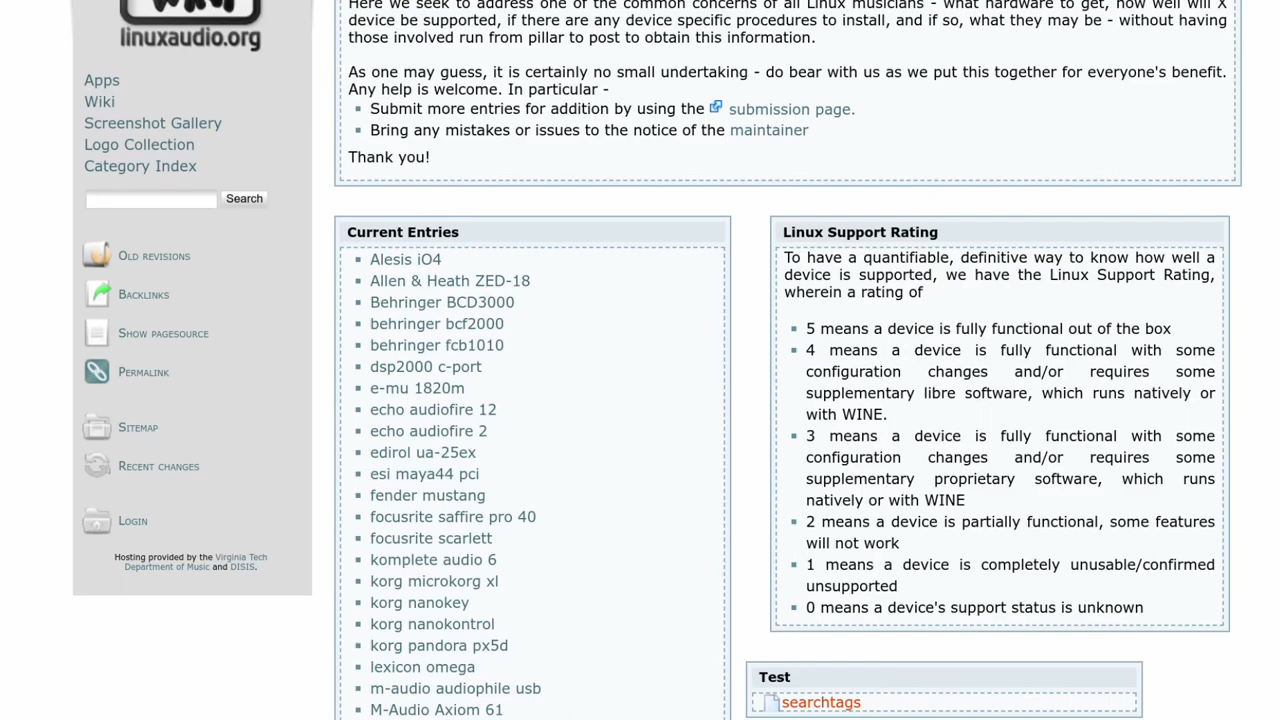 Here we seek to address one of the common concerns of all Linux musicians - what hardware to get, how well will X
device be supported, if there are any device specific procedures to install, and if so, what they may be - without having
those involved run from pillar to post to obtain this information.
As one may guess, it is certainly no small undertaking - do bear with us as we put this together for everyone's benefit.
Any help is welcome. In particular -
Submit more entries for addition by using the submission page.
Bring any mistakes or issues to the notice of the maintainer
Thank you!
linuxaudio.org
Apps
Wiki
Screenshot Gallery
Logo Collection
Category Index
Search
Old revisions
Backlinks
Show pagesource
Permalink
Sitemap
Recent changes
Login
Hosting provided by the Virginia Tech
Department of Music and DISIS.
Current Entries
Alesis iO4
Allen & Heath ZED-18
Behringer BCD3000
behringer bcf2000
behringer fcb1010
dsp2000 c-port
e-mu 1820m
echo audiofire 12
echo audiofire 2
edirol ua-25ex
esi maya44 pci
fender mustang
focusrite saffire pro 40
focusrite scarlett
komplete audio 6
korg microkorg xl
korg nanokey
korg nanokontrol
korg pandora px5d
lexicon omega
m-audio audiophile usb
M-Audio Axiom 61
Linux Support Rating
To have a quantifiable, definitive way to know how well a
device is supported, we have the Linux Support Rating,
wherein a rating of
5 means a device is fully functional out of the box
4 means a device is fully functional with some
configuration changes and/or requires some
supplementary libre software, which runs natively or
with WINE.
3 means a device is fully functional with some
configuration changes and/or requires some
supplementary proprietary software, which runs
natively or with WINE
2 means a device is partially functional, some features
will not work
1 means a device is completely unusable/confirmed
unsupported
0 means a device's support status is unknown
Test
searchtags